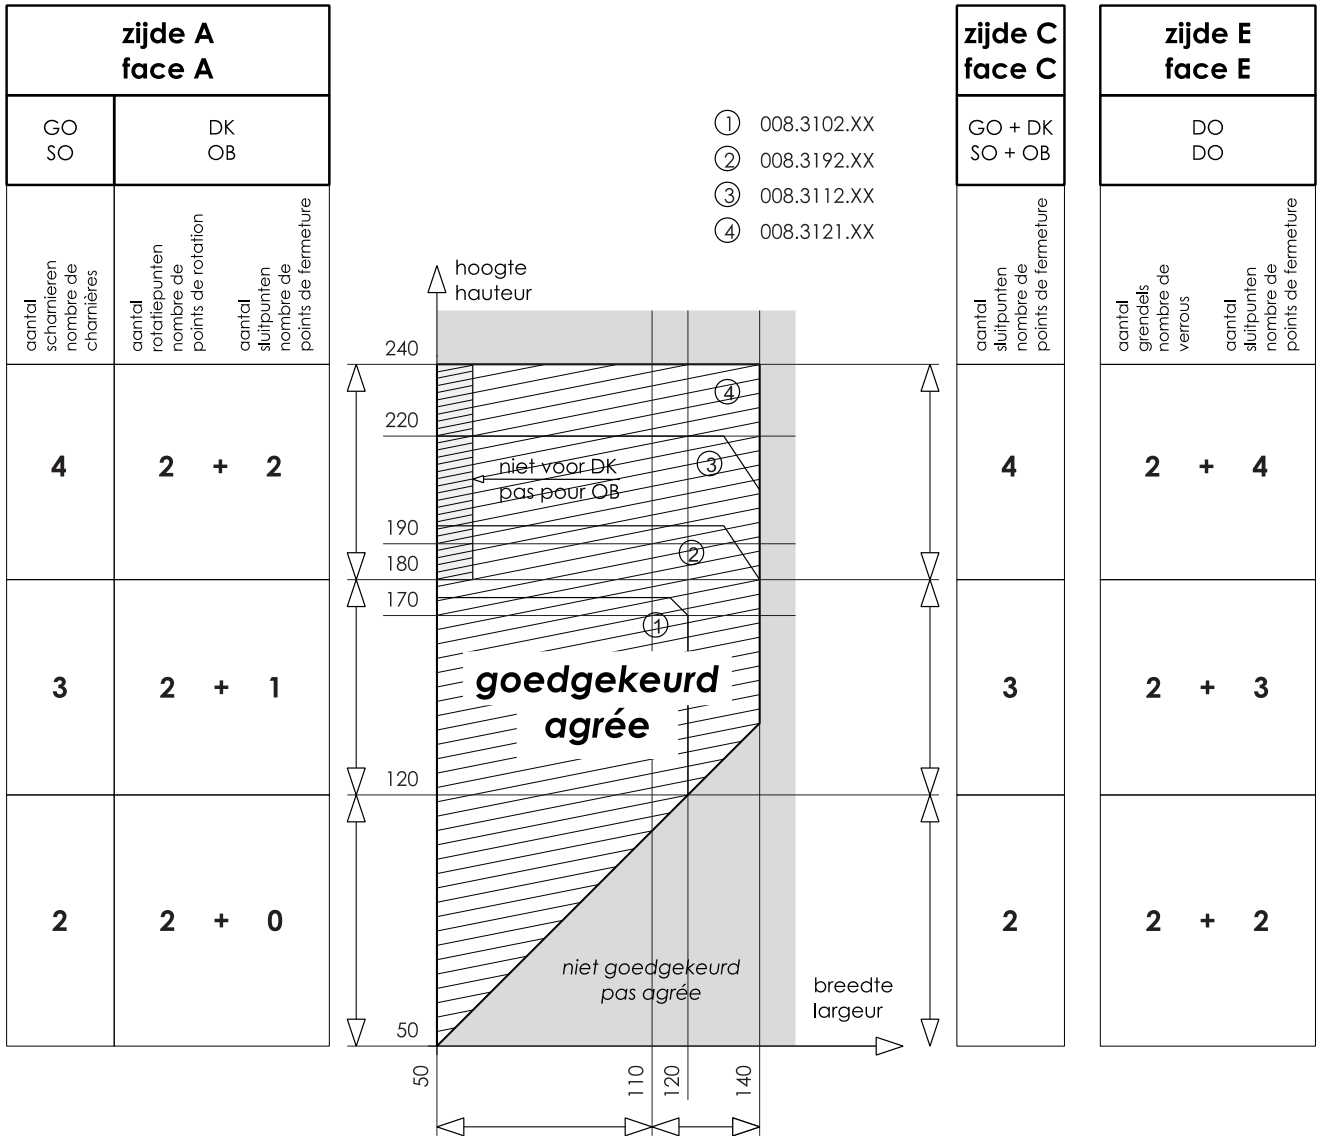 zijde A
face A
GO
SO
DK
OB
aantal
scharnieren
nombre de
charnières
aantal
rotatiepunten
nombre de
points de rotation
aantal
sluitpunten
nombre de
points de fermeture
4
2 + 2
3
2 + 1
2
2 + 0
1 008.3102.XX
2 008.3192.XX
3 008.3112.XX
4 008.3121.XX
hoogte
hauteur
240
220
190
180
170
120
50
4
niet voor DK
pas pour OB
3
2
1
goedgekeurd
agrée
niet goedgekeurd
pas agrée
breedte
largeur
50
110
120
140
zijde C
face C
GO + DK
SO + OB
aantal
sluitpunten
nombre de
points de fermeture
4
3
2
zijde E
face E
DO
DO
aantal
grendels
nombre de
verrous
aantal
sluitpunten
nombre de
points de fermeture
2 + 4
2 + 3
2 + 2